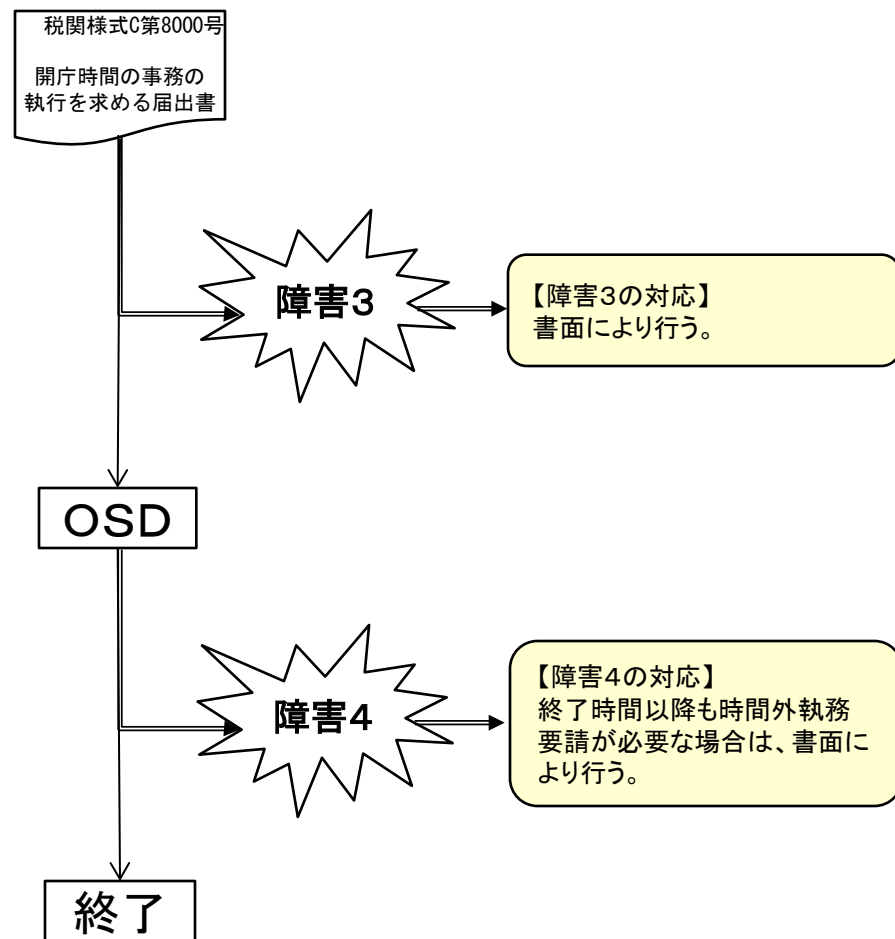 税関様式C第8000号
開庁時間の事務の
執行を求める届出書
障害3
【障害3の対応】
書面により行う。
OSD
障害4
【障害4の対応】
終了時間以降も時間外執務
要請が必要な場合は、書面に
より行う。
終了